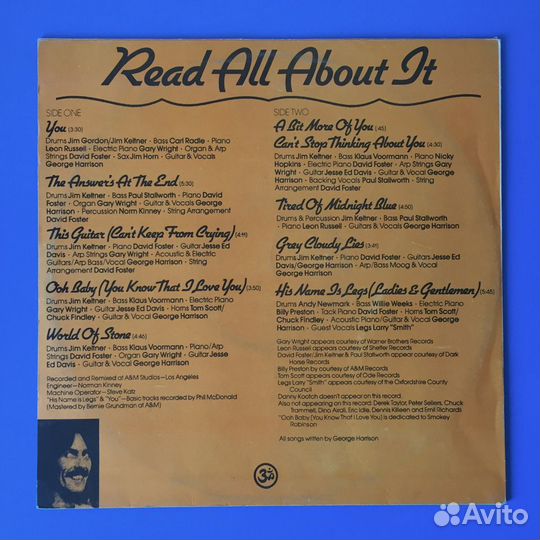 Read All About It
SIDE ONE
You (3:30)
Drums Jim Gordon/Jim Keltner · Bass Carl Radle · Piano
Leon Russell · Electric Piano Gary Wright · Organ & Arp
Strings David Foster · Sax Jim Horn · Guitar & Vocals
George Harrison
The Answer's At The End (5:30)
Drums Jim Keltner · Bass Paul Stallworth · Piano David
Foster · Organ Gary Wright · Guitar & Vocals George
Harrison · Percussion Norm Kinney · String Arrangement
David Foster
This Guitar (Can't Keep From Crying) (4:11)
Drums Jim Keltner · Piano David Foster · Guitar Jesse Ed
Davis · Arp Strings Gary Wright · Acoustic & Electric
Guitars/Arp Bass/Vocal George Harrison · String
Arrangement David Foster
Ooh Baby (You Know That I Love You) (3:50)
Drums Jim Keltner · Bass Klaus Voormann · Electric Piano
Gary Wright · Guitar Jesse Ed Davis · Horns Tom Scott/
Chuck Findley · Guitar & Vocal George Harrison
World Of Stone (4:46)
Drums Jim Keltner · Bass Klaus Voormann · Piano/Arp
Strings David Foster · Organ Gary Wright · Guitar Jesse
Ed Davis · Guitar & Vocals George Harrison
Recorded and Remixed at A&M Studios—Los Angeles
Engineer—Norman Kinney
Machine Operator—Steve Katz
"His Name is Legs" & "You"—Basic tracks recorded by Phil McDonald
(Mastered by Bernie Grundman at A&M)
SIDE TWO
A Bit More Of You (:45)
Can't Stop Thinking About You (4:30)
Drums Jim Keltner · Bass Klaus Voormann · Piano Nicky
Hopkins · Electric Piano David Foster · Arp Strings Gary
Wright · Guitar Jesse Ed Davis · Guitar & Vocals George
Harrison · Backing Vocals Paul Stallworth · String
Arrangement David Foster
Tired Of Midnight Blue (4:50)
Drums & Percussion Jim Keltner · Bass Paul Stallworth
· Piano Leon Russell · Guitar & Vocals George Harrison
Grey Cloudy Lies (3:41)
Drums Jim Keltner · Piano David Foster · Guitars Jesse Ed
Davis/George Harrison · Arp/Bass Moog & Vocal
George Harrison
His Name Is Legs (Ladies & Gentlemen) (5:45)
Drums Andy Newmark · Bass Willie Weeks · Electric Piano
Billy Preston · Tack Piano David Foster · Horns Tom Scott/
Chuck Findley · Acoustic Piano/Guitar & Vocal George
Harrison · Guest Vocals Legs Larry "Smith"
Gary Wright appears courtesy of Warner Brothers Records
Leon Russell appears courtesy of Shelter Records
David Foster/Jim Keltner & Paul Stallworth appear courtesy of Dark
Horse Records
Billy Preston by courtesy of A&M Records
Tom Scott appears courtesy of Ode Records
Legs Larry "Smith" appears courtesy of the Oxfordshire County
Council
Danny Kootch doesn't appear on this record.
Also not appearing on this record: Derek Taylor, Peter Sellers, Chuck
Trammell, Dino Airali, Eric Idle, Dennis Killeen and Emil Richards
"Ooh Baby (You Know That I Love You) is dedicated to Smokey
Robinson
All songs written by George Harrison
ॐ
Avito